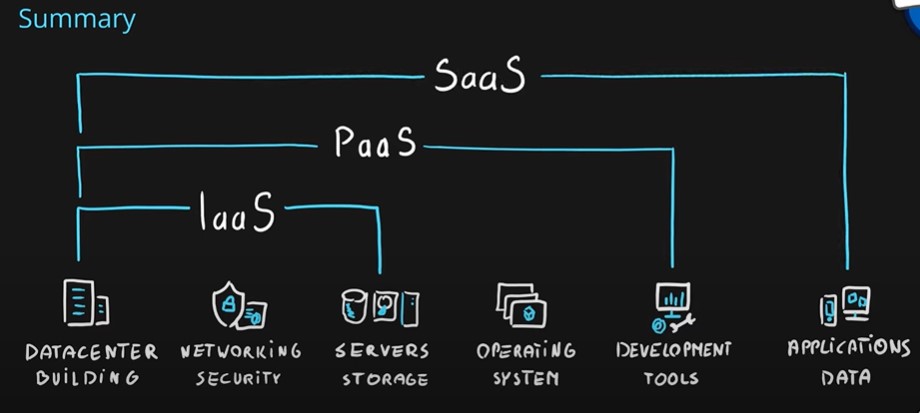 Summary
SaaS
PaaS
IaaS
DATACENTER
BUILDING
NETWORKING
SECURITY
SERVERS
STORAGE
OPERATING
SYSTEM
DEVELOPMENT
TOOLS
APPLICATIONS
DATA